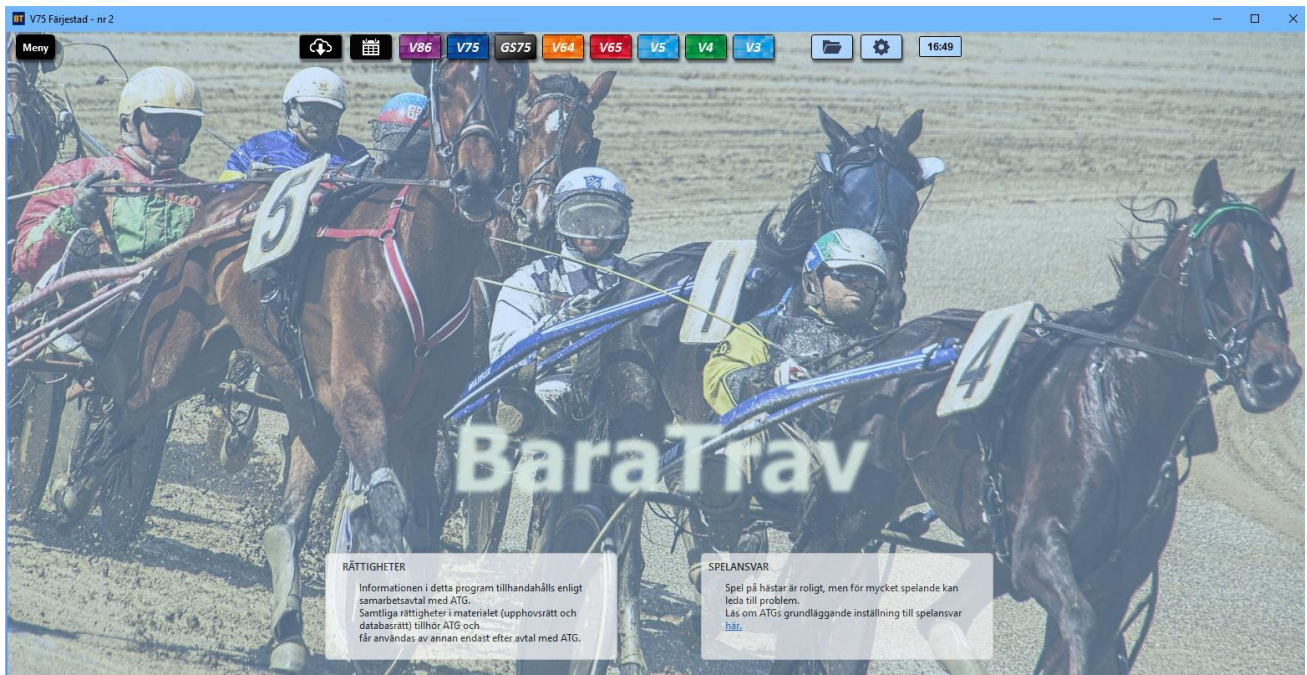 BT V75 Färjestad - nr 2
Meny
V86 V75 GS75 V64 V65 V5 V4 V3 16:49
5
1
4
BaraTrav
RÄTTIGHETER
Informationen i detta program tillhandahålls enligt
samarbetsavtal med ATG.
Samtliga rättigheter i materialet (upphovsrätt och
databasrätt) tillhör ATG och
får användas av annan endast efter avtal med ATG.
SPELANSVAR
Spel på hästar är roligt, men för mycket spelande kan
leda till problem.
Läs om ATGs grundläggande inställning till spelansvar
här.